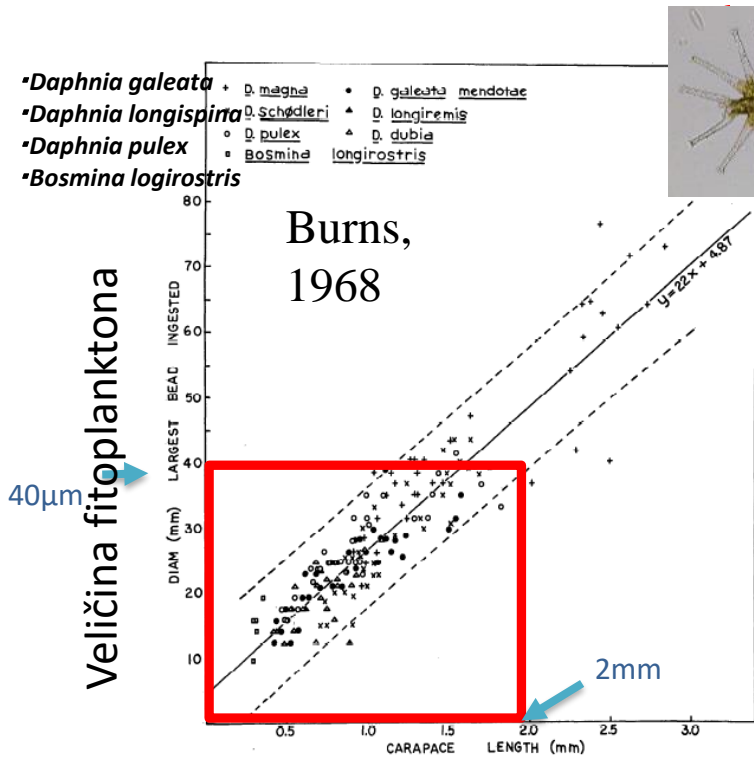 ▪Daphnia galeata
▪Daphnia longispina
▪Daphnia pulex
▪Bosmina logirostris
+ D. magna
• D. galeata mendotae
x D. schødleri
▲ D. longiremis
o D. pulex
△ D. dubia
▫ Bosmina longirostris
Burns,
1968
Veličina fitoplanktona
DIAM (mm) LARGEST BEAD INGESTED
80
70
60
50
40
30
20
10
40µm
y=22x + 4.87
2mm
0.5 1.0 1.5 2.0 2.5 3.0
CARAPACE LENGTH (mm)